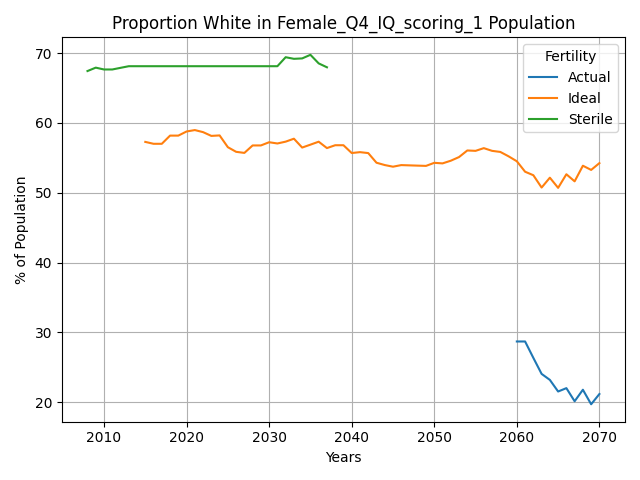 Proportion White in Female_Q4_IQ_scoring_1 Population
% of Population
70
60
50
40
30
20
2010 2020 2030 2040 2050 2060 2070
Years
Fertility
Actual
Ideal
Sterile